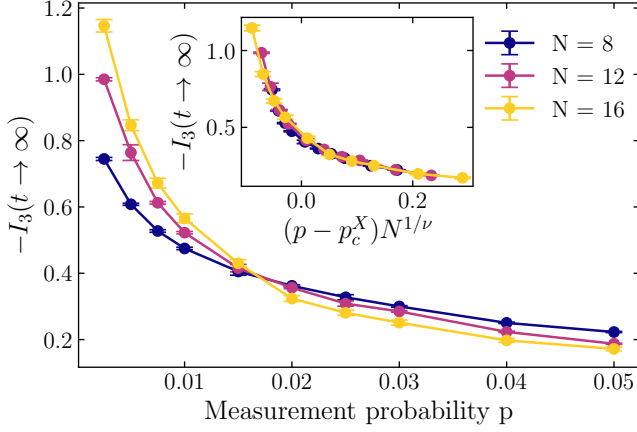 1.2
1.0
0.8
0.6
0.4
0.2
−I₃(t → ∞)
0.01
0.02
0.03
0.04
0.05
Measurement probability p
1.0
0.5
−I₃(t → ∞)
0.0
0.2
(p − p_c^X)N^{1/ν}
N = 8
N = 12
N = 16